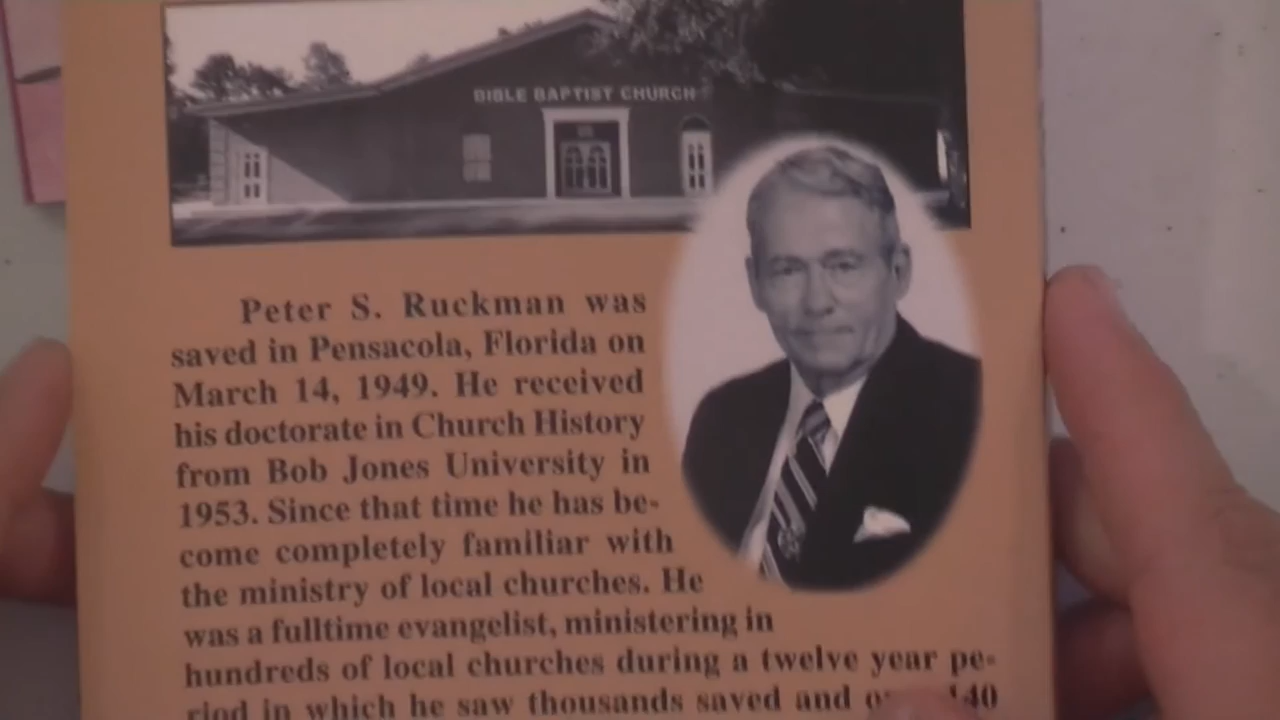 BIBLE BAPTIST CHURCH
Peter S. Ruckman was
saved in Pensacola, Florida on
March 14, 1949. He received
his doctorate in Church History
from Bob Jones University in
1953. Since that time he has be-
come completely familiar with
the ministry of local churches. He
was a fulltime evangelist, ministering in
hundreds of local churches during a twelve year pe-
riod in which he saw thousands saved and